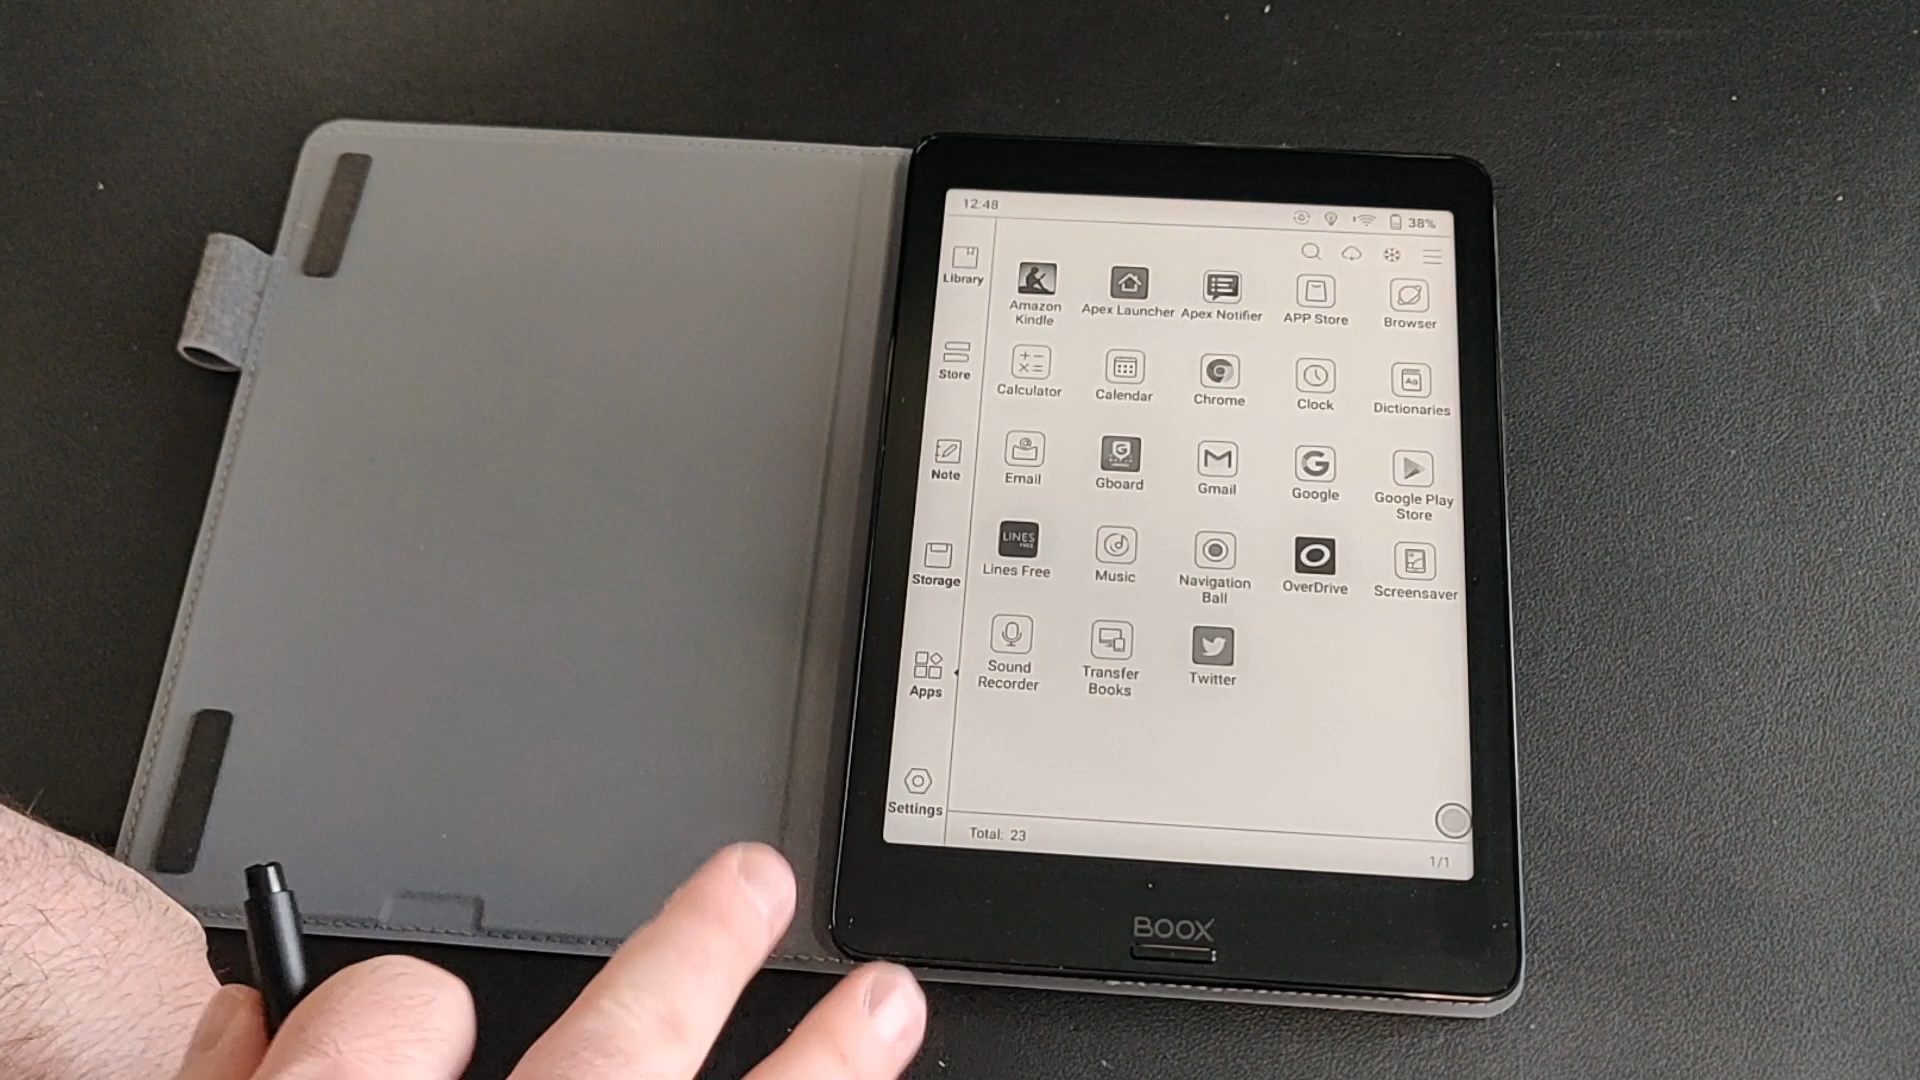 12:48
38%
Library
Store
Note
Storage
Apps
Settings
Amazon
Kindle
Apex Launcher
Apex Notifier
APP Store
Browser
Calculator
Calendar
Chrome
Clock
Dictionaries
Email
Gboard
Gmail
Google
Google Play
Store
LINES
FREE
Lines Free
Music
Navigation
Ball
OverDrive
Screensaver
Sound
Recorder
Transfer
Books
Twitter
Total: 23
1/1
BOOX